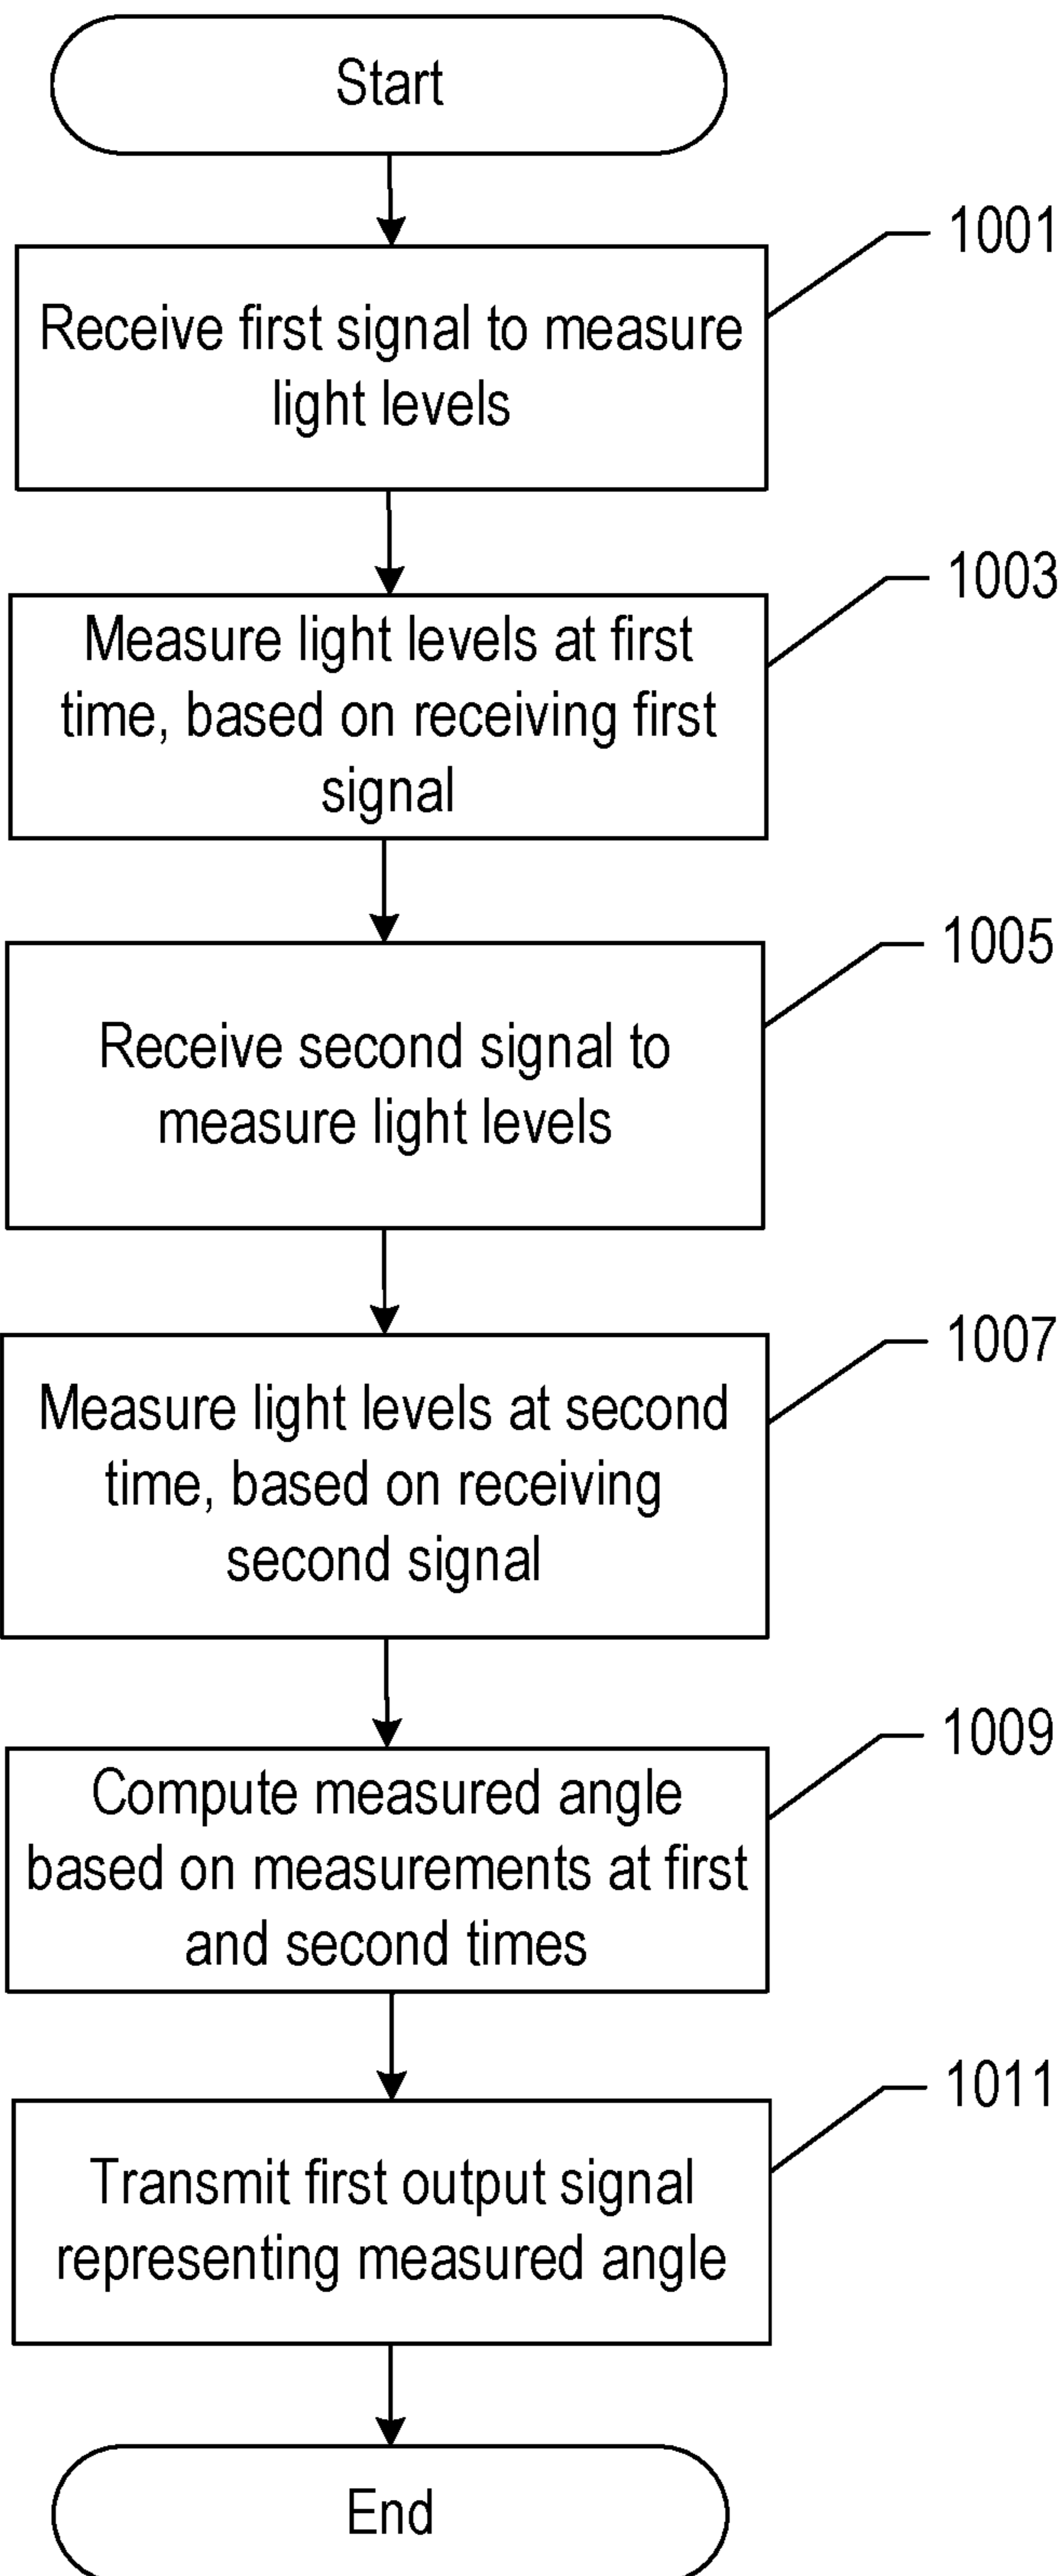 Start
1001
Receive first signal to measure
light levels
1003
Measure light levels at first
time, based on receiving first
signal
1005
Receive second signal to
measure light levels
1007
Measure light levels at second
time, based on receiving
second signal
1009
Compute measured angle
based on measurements at first
and second times
1011
Transmit first output signal
representing measured angle
End